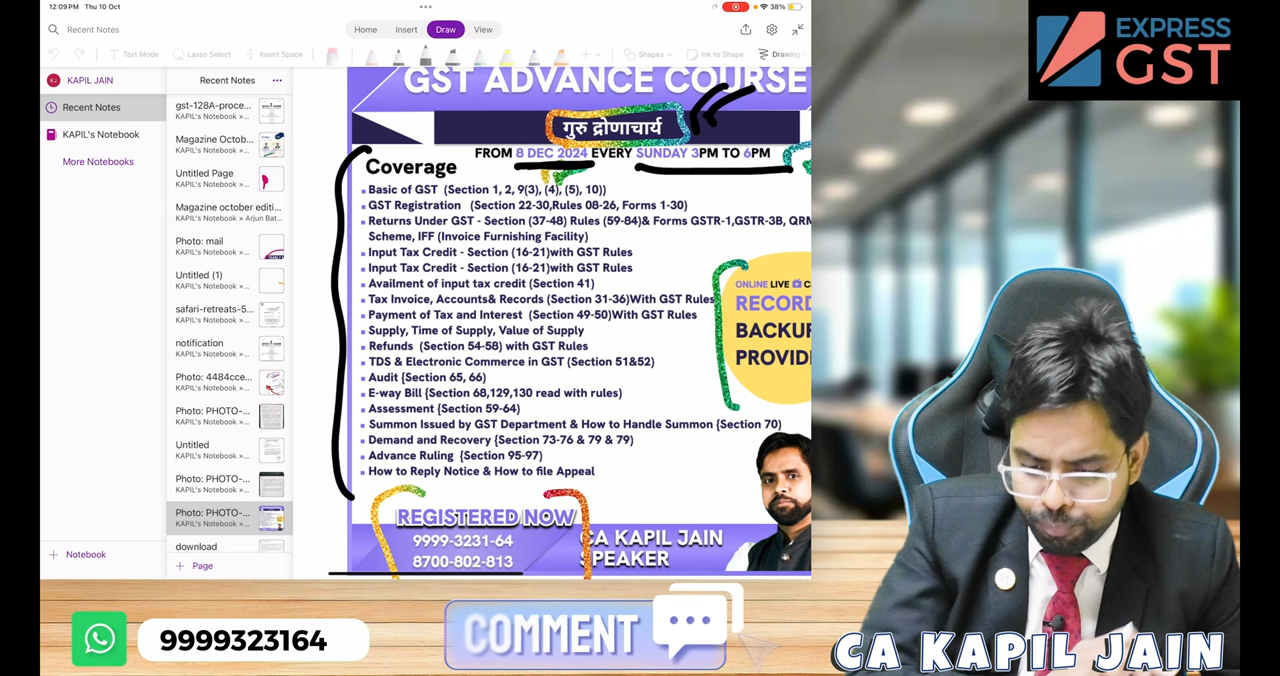 12:09 PM Thu 10 Oct
38%
Recent Notes
Home Insert Draw View
Text Mode Lasso Select Insert Space Shapes Ink to Shape Drawing
KJ KAPIL JAIN
Recent Notes
KAPIL's Notebook
More Notebooks
Notebook
Recent Notes
gst-128A-proce...
KAPIL's Notebook »...
Magazine Octob...
KAPIL's Notebook »...
Untitled Page
KAPIL's Notebook »...
Magazine october editi...
KAPIL's Notebook » Arjun Bat...
Photo: mail
KAPIL's Notebook »...
Untitled (1)
KAPIL's Notebook »...
safari-retreats-5...
KAPIL's Notebook »...
notification
KAPIL's Notebook »...
Photo: 4484cce...
KAPIL's Notebook »...
Photo: PHOTO-...
KAPIL's Notebook »...
Untitled
KAPIL's Notebook »...
Photo: PHOTO-...
KAPIL's Notebook »...
Photo: PHOTO-...
KAPIL's Notebook »...
download
Page
GST ADVANCE COURSE
गुरु द्रोणाचार्य
FROM 8 DEC 2024 EVERY SUNDAY 3PM TO 6PM
Coverage
Basic of GST (Section 1, 2, 9(3), (4), (5), 10))
GST Registration (Section 22-30,Rules 08-26, Forms 1-30)
Returns Under GST - Section (37-48) Rules (59-84)& Forms GSTR-1,GSTR-3B, QRM
Scheme, IFF (Invoice Furnishing Facility)
Input Tax Credit - Section (16-21)with GST Rules
Input Tax Credit - Section (16-21)with GST Rules
Availment of input tax credit (Section 41)
Tax Invoice, Accounts& Records (Section 31-36)With GST Rules
Payment of Tax and Interest (Section 49-50)With GST Rules
Supply, Time of Supply, Value of Supply
Refunds (Section 54-58) with GST Rules
TDS & Electronic Commerce in GST (Section 51&52)
Audit {Section 65, 66)
E-way Bill {Section 68,129,130 read with rules)
Assessment {Section 59-64)
Summon Issued by GST Department & How to Handle Summon {Section 70)
Demand and Recovery {Section 73-76 & 79 & 79)
Advance Ruling {Section 95-97)
How to Reply Notice & How to file Appeal
ONLINE LIVE C
RECORD
BACKUP
PROVID
REGISTERED NOW
9999-3231-64
8700-802-813
CA KAPIL JAIN
SPEAKER
EXPRESS
GST
9999323164
COMMENT
CA KAPIL JAIN